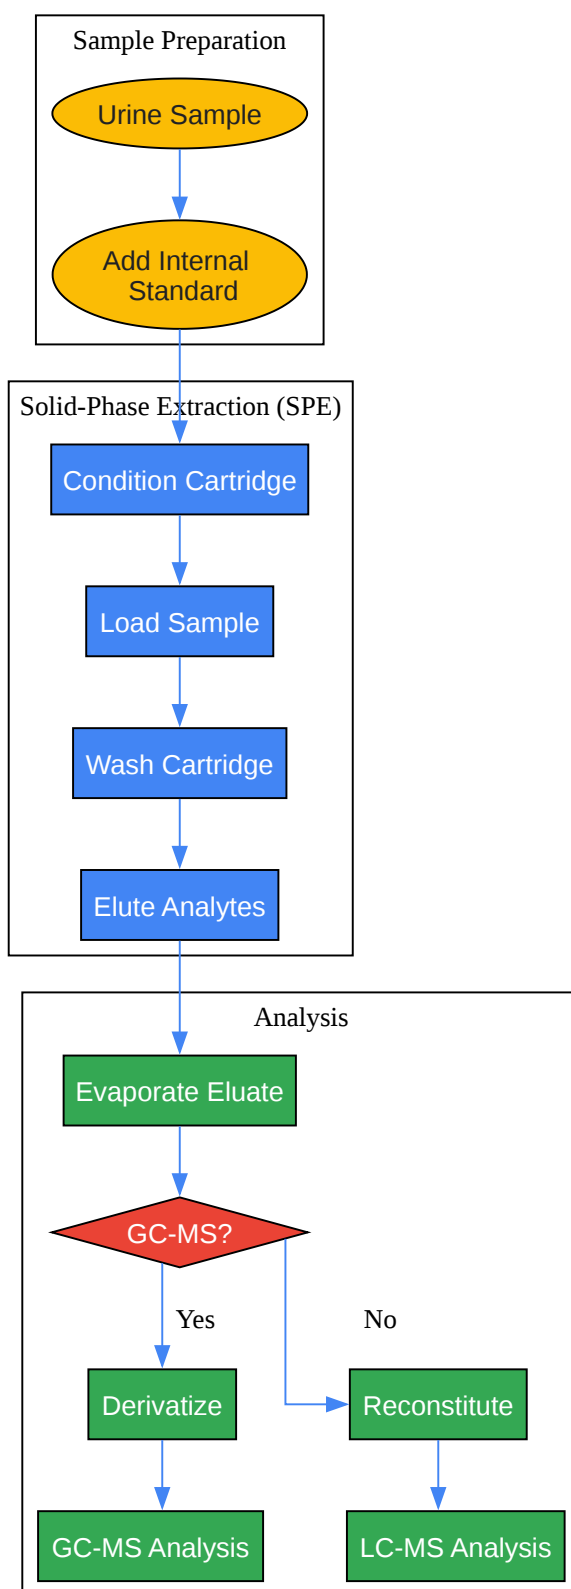 Sample Preparation
Urine Sample
Add Internal
Standard
Solid-Phase Extraction (SPE)
Condition Cartridge
Load Sample
Wash Cartridge
Elute Analytes
Analysis
Evaporate Eluate
GC-MS?
Yes
No
Derivatize
Reconstitute
GC-MS Analysis
LC-MS Analysis